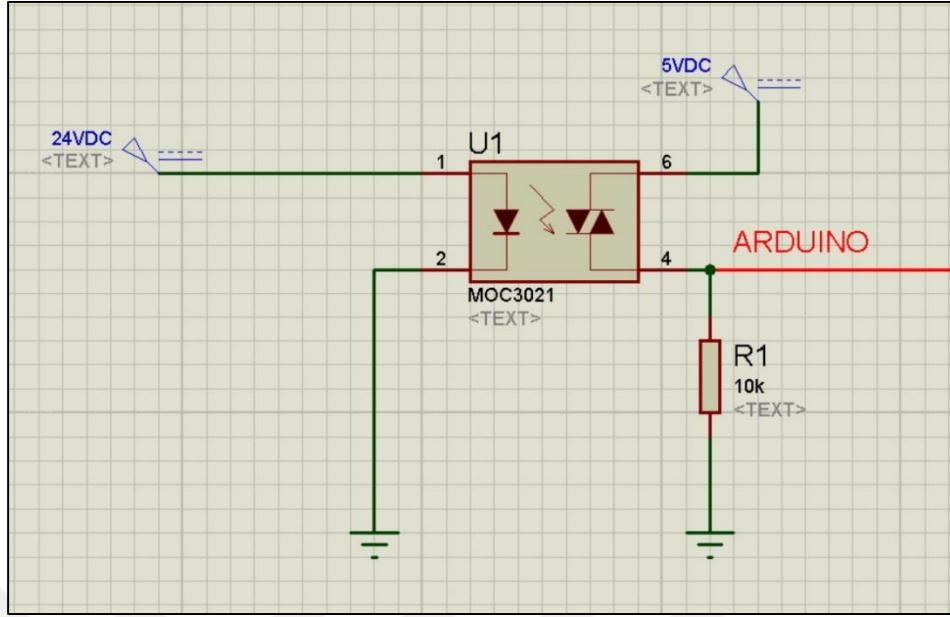 5VDC
<TEXT>
24VDC
<TEXT>
U1
1
6
2
4
ARDUINO
MOC3021
<TEXT>
R1
10k
<TEXT>